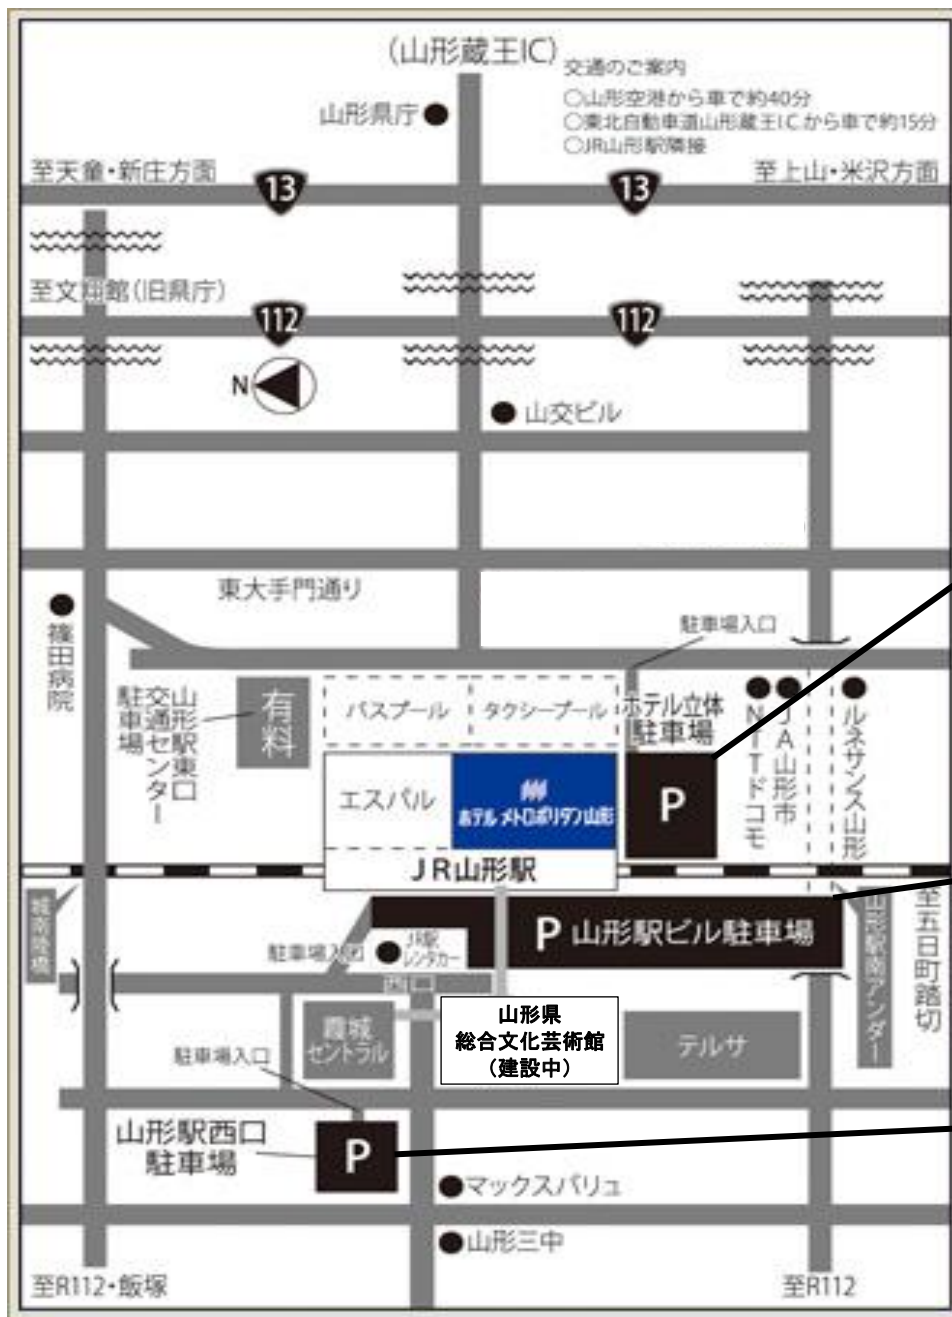 (山形蔵王IC)
交通のご案内
○山形空港から車で約40分
○東北自動車道山形蔵王I.C.から車で約15分
○JR山形駅隣接
山形県庁
至天童・新庄方面
13
13
至上山・米沢方面
至文翔館(旧県庁)
112
112
N
山交ビル
東大手門通り
篠田病院
駐車場入口
山形駅東口
交通センター
駐車場
有料
バスプール
タクシープール
ホテル立体
駐車場
NTTドコモ
JA山形市
ルネサンス山形
エスパル
ホテル メトロポリタン山形
P
JR山形駅
城南陸橋
駐車場入口
JR駅
レンタカー
P 山形駅ビル駐車場
山形駅南アンダー
至五日町踏切
西口
霞城
セントラル
山形県
総合文化芸術館
(建設中)
テルサ
駐車場入口
山形駅西口
駐車場
P
マックスバリュ
山形三中
至R112・飯塚
至R112